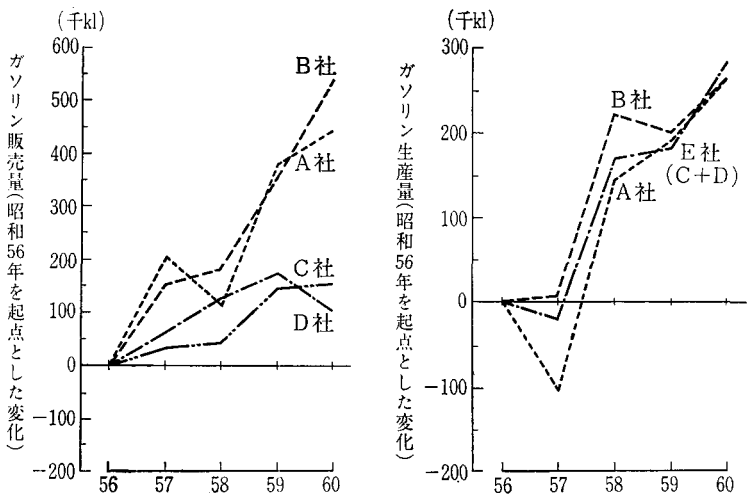 (千kl)
600
500
400
300
200
100
0
−100
−200
56
57
58
59
60
ガソリン販売量(昭和56年を起点とした変化)
B社
A社
C社
D社
(千kl)
300
200
100
0
−100
−200
56
57
58
59
60
ガソリン生産量(昭和56年を起点とした変化)
B社
E社
(C+D)
A社